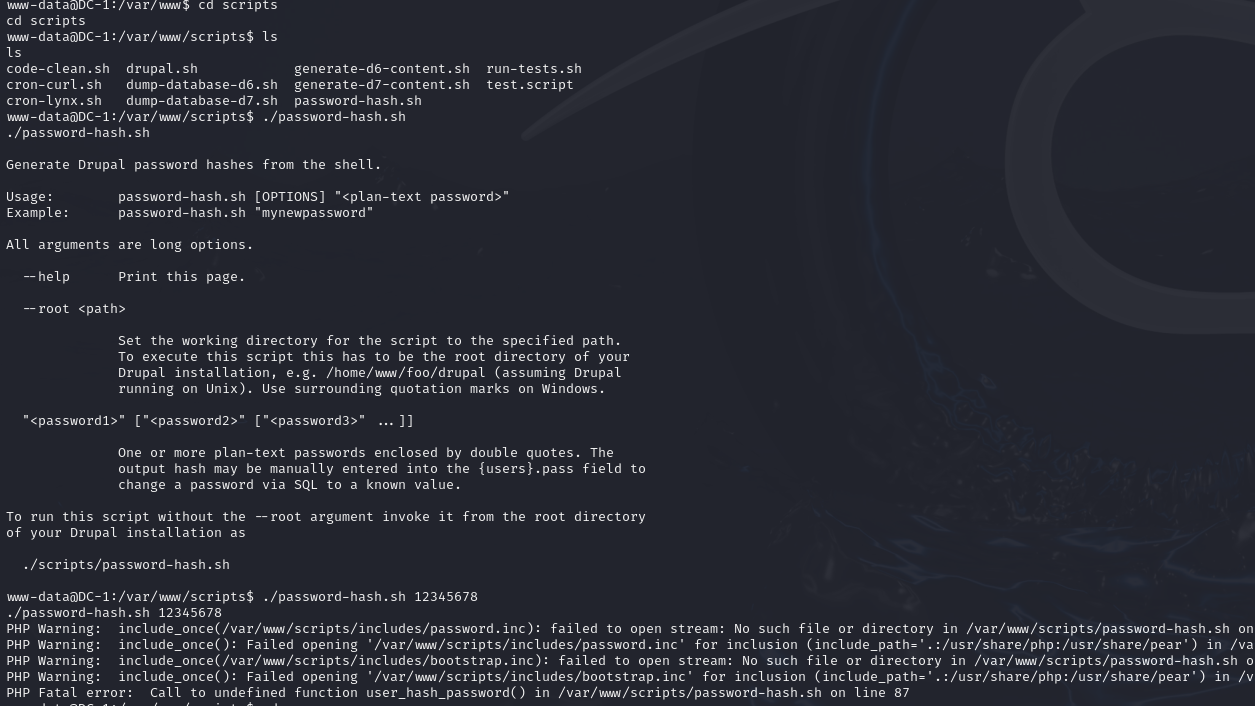 www-data@DC-1:/var/www$ cd scripts
cd scripts
www-data@DC-1:/var/www/scripts$ ls
ls
code-clean.sh  drupal.sh            generate-d6-content.sh  run-tests.sh
cron-curl.sh   dump-database-d6.sh  generate-d7-content.sh  test.script
cron-lynx.sh   dump-database-d7.sh  password-hash.sh
www-data@DC-1:/var/www/scripts$ ./password-hash.sh
./password-hash.sh

Generate Drupal password hashes from the shell.

Usage:        password-hash.sh [OPTIONS] "<plan-text password>"
Example:      password-hash.sh "mynewpassword"

All arguments are long options.

  --help      Print this page.

  --root <path>

              Set the working directory for the script to the specified path.
              To execute this script this has to be the root directory of your
              Drupal installation, e.g. /home/www/foo/drupal (assuming Drupal
              running on Unix). Use surrounding quotation marks on Windows.

  "<password1>" ["<password2>" ["<password3>" ...]]

              One or more plan-text passwords enclosed by double quotes. The
              output hash may be manually entered into the {users}.pass field to
              change a password via SQL to a known value.

To run this script without the --root argument invoke it from the root directory
of your Drupal installation as

  ./scripts/password-hash.sh

www-data@DC-1:/var/www/scripts$ ./password-hash.sh 12345678
./password-hash.sh 12345678
PHP Warning:  include_once(/var/www/scripts/includes/password.inc): failed to open stream: No such file or directory in /var/www/scripts/password-hash.sh on
PHP Warning:  include_once(): Failed opening '/var/www/scripts/includes/password.inc' for inclusion (include_path='.:/usr/share/php:/usr/share/pear') in /va
PHP Warning:  include_once(/var/www/scripts/includes/bootstrap.inc): failed to open stream: No such file or directory in /var/www/scripts/password-hash.sh o
PHP Warning:  include_once(): Failed opening '/var/www/scripts/includes/bootstrap.inc' for inclusion (include_path='.:/usr/share/php:/usr/share/pear') in /v
PHP Fatal error:  Call to undefined function user_hash_password() in /var/www/scripts/password-hash.sh on line 87